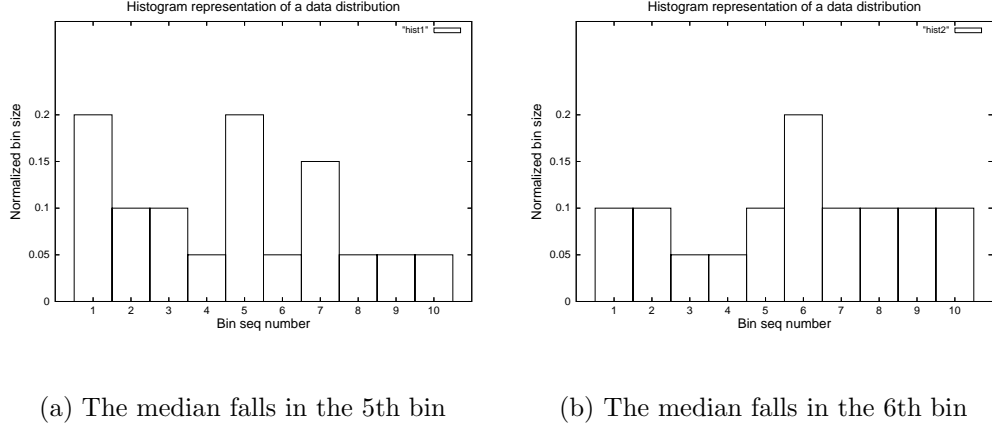 Histogram representation of a data distribution
"hist1"
Normalized bin size
0.2
0.15
0.1
0.05
0
1 2 3 4 5 6 7 8 9 10
Bin seq number
(a) The median falls in the 5th bin
Histogram representation of a data distribution
"hist2"
Normalized bin size
0.2
0.15
0.1
0.05
0
1 2 3 4 5 6 7 8 9 10
Bin seq number
(b) The median falls in the 6th bin